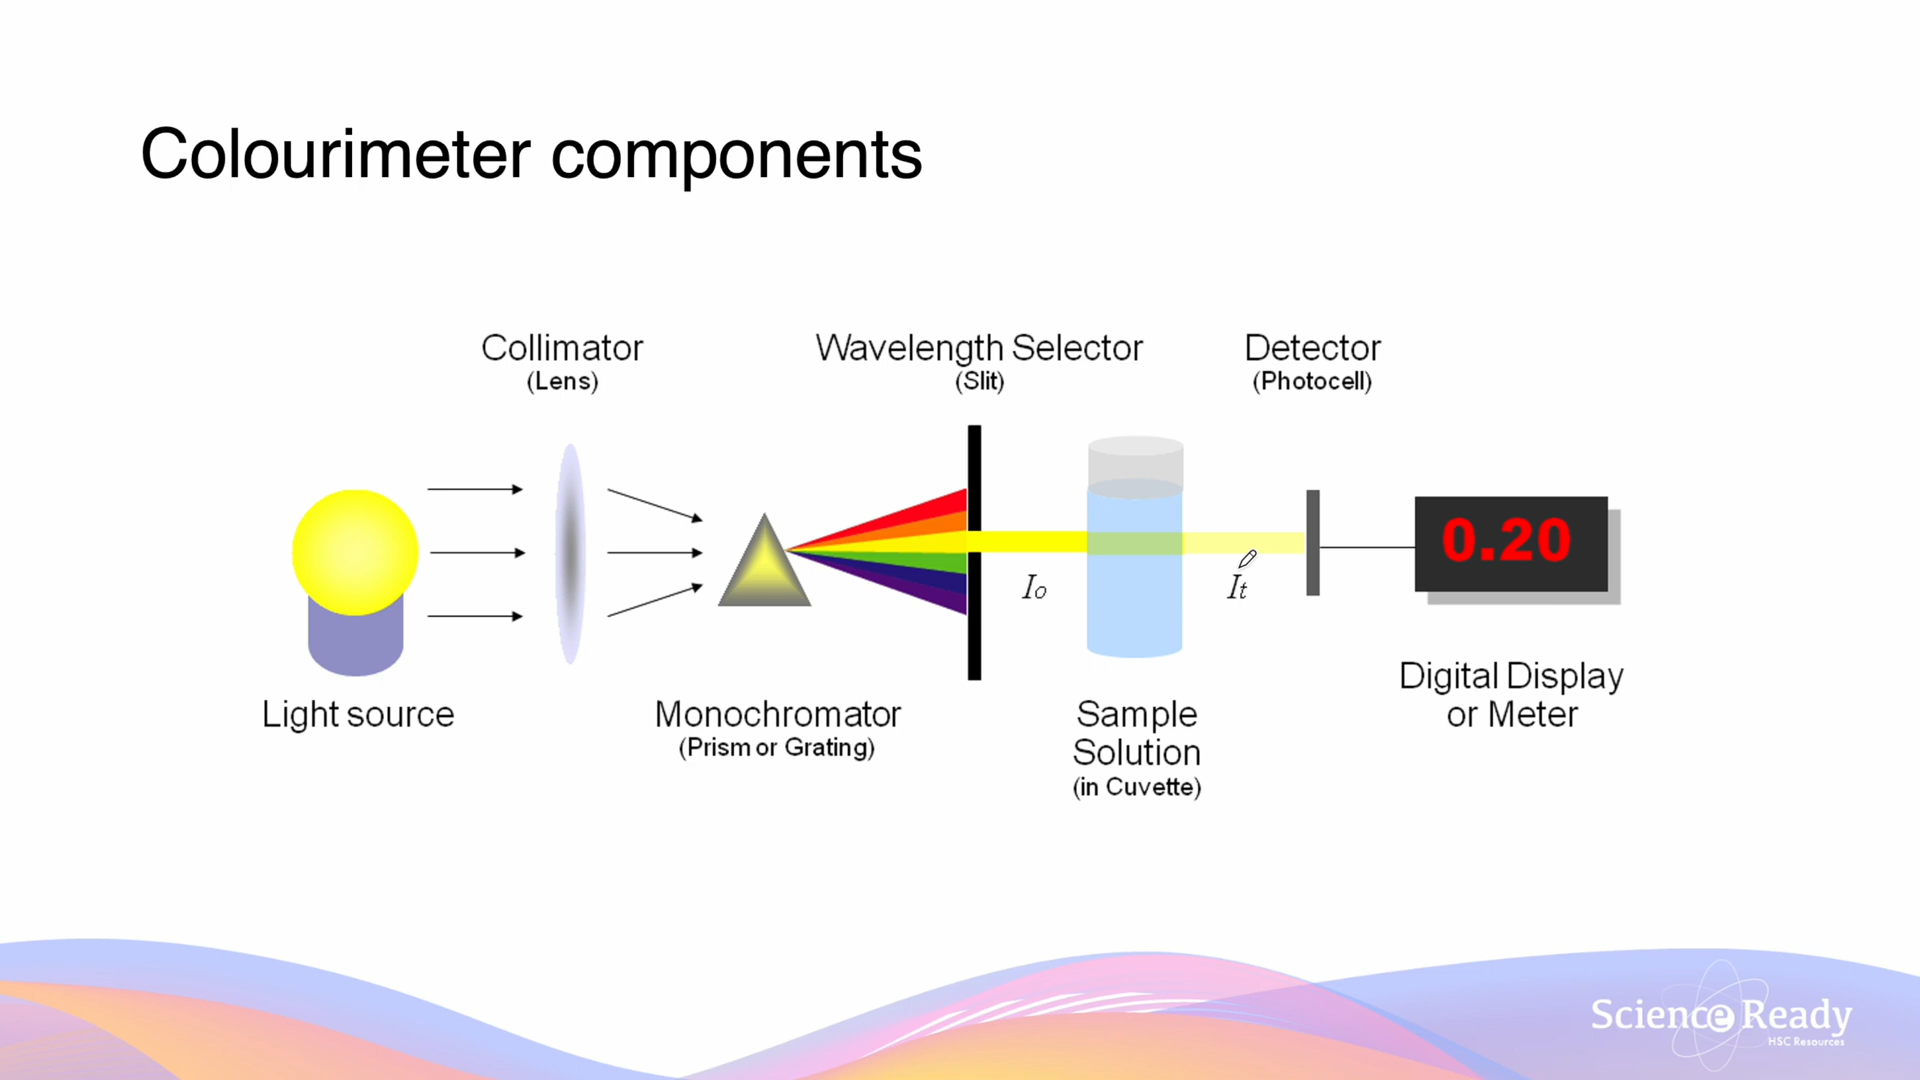 Colourimeter components
Collimator
(Lens)
Wavelength Selector
(Slit)
Detector
(Photocell)
Io
It
0.20
Light source
Monochromator
(Prism or Grating)
Sample
Solution
(in Cuvette)
Digital Display
or Meter
Science Ready
HSC Resources